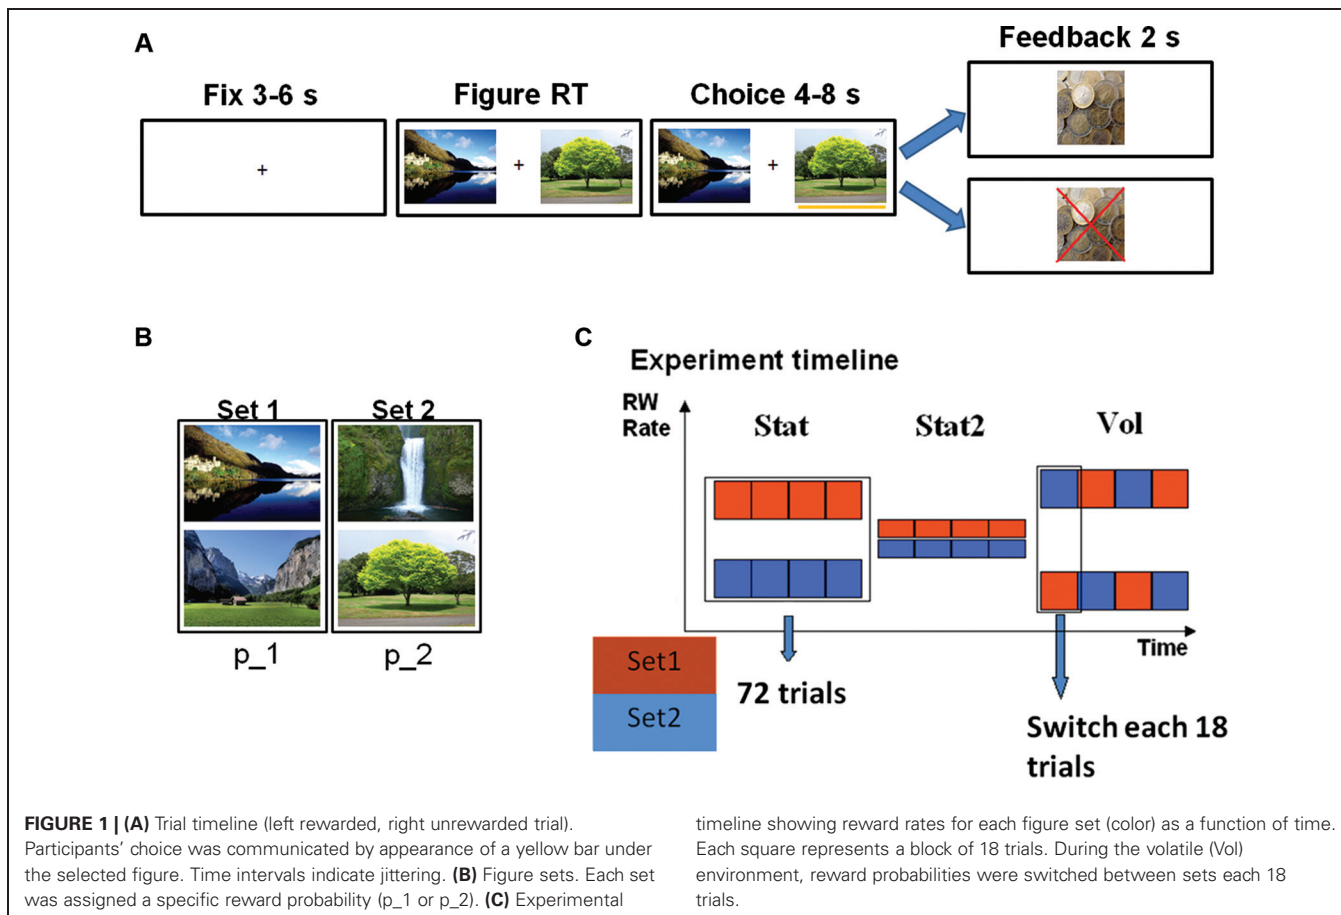 A
Fix 3-6 s
Figure RT
Choice 4-8 s
Feedback 2 s
+
+
+
B
Set 1
Set 2
p_1
p_2
C
Experiment timeline
RW
Rate
Stat
Stat2
Vol
Time
Set1
Set2
72 trials
Switch each 18
trials
FIGURE 1 | (A) Trial timeline (left rewarded, right unrewarded trial).
Participants' choice was communicated by appearance of a yellow bar under
the selected figure. Time intervals indicate jittering. (B) Figure sets. Each set
was assigned a specific reward probability (p_1 or p_2). (C) Experimental
timeline showing reward rates for each figure set (color) as a function of time.
Each square represents a block of 18 trials. During the volatile (Vol)
environment, reward probabilities were switched between sets each 18
trials.